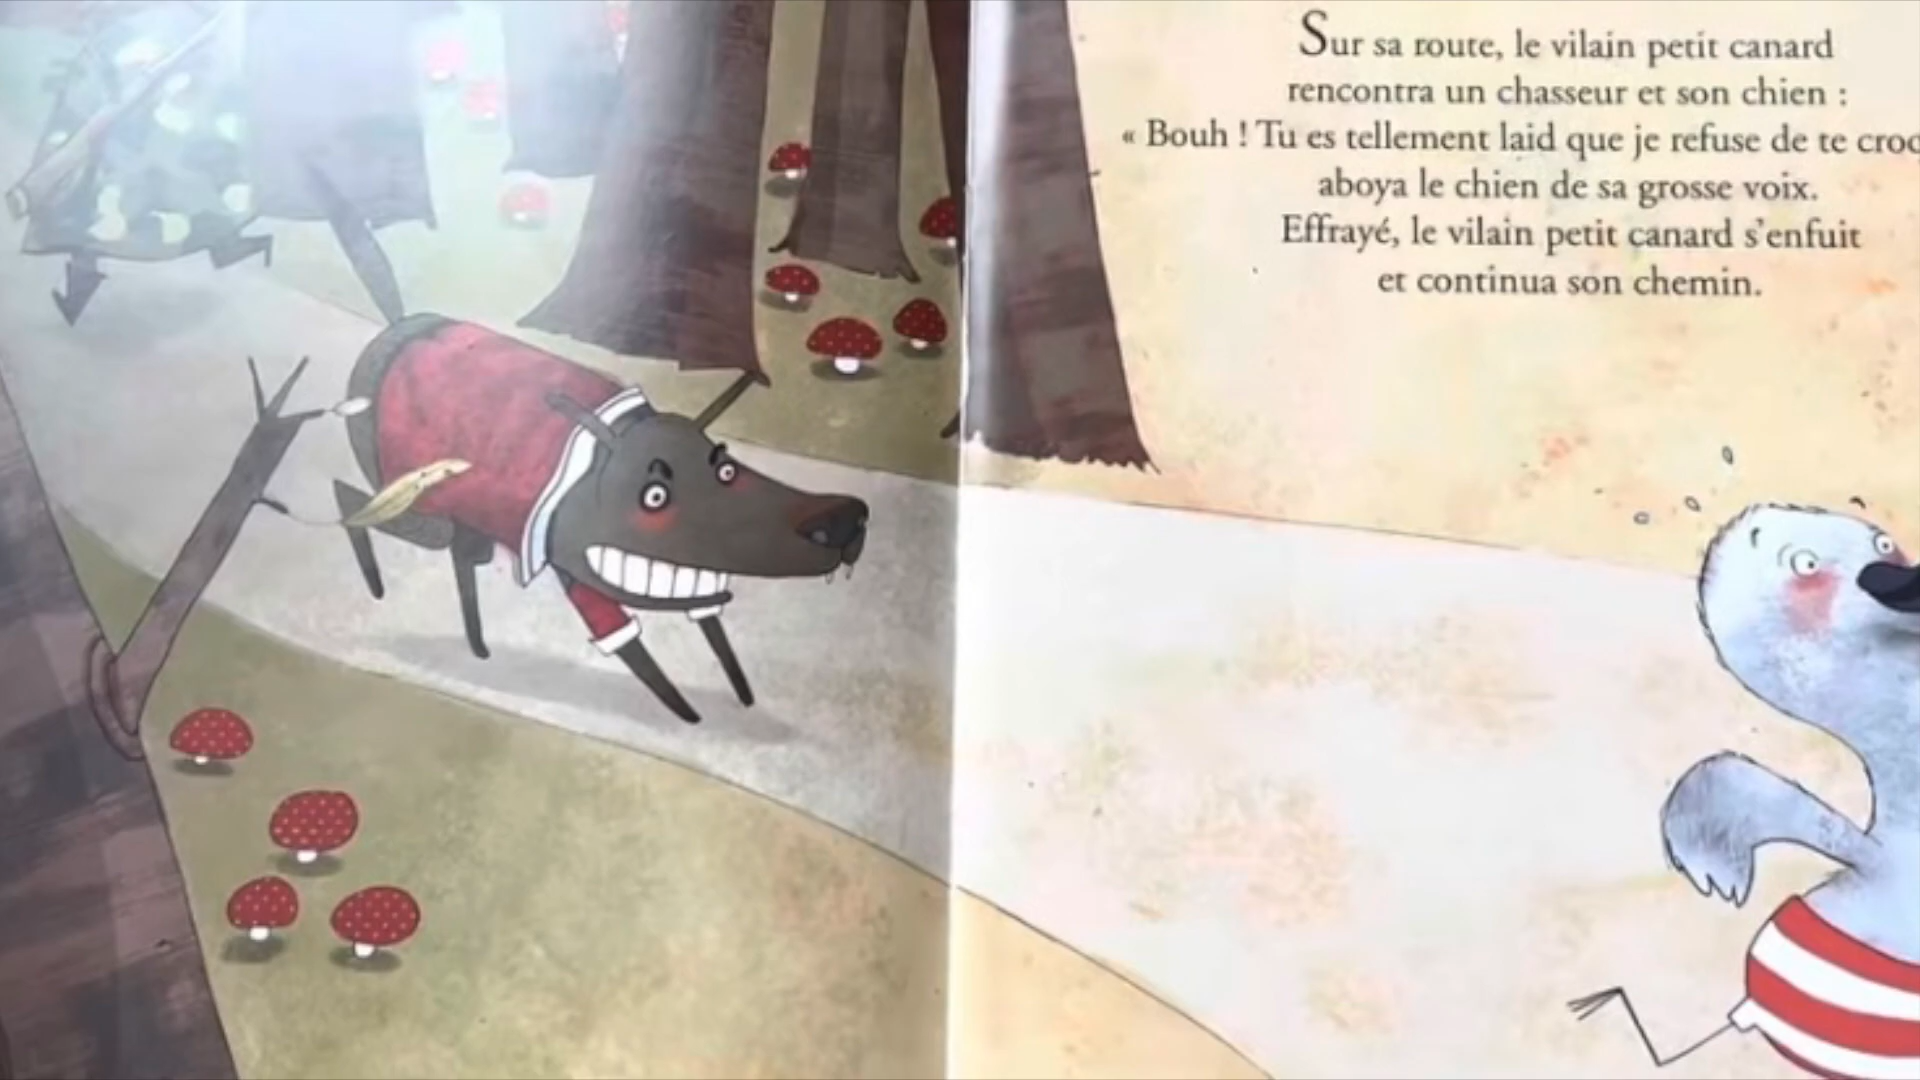 Sur sa route, le vilain petit canard
rencontra un chasseur et son chien :
« Bouh ! Tu es tellement laid que je refuse de te
aboya le chien de sa grosse voix.
Effrayé, le vilain petit canard s'enfuit
et continua son chemin.